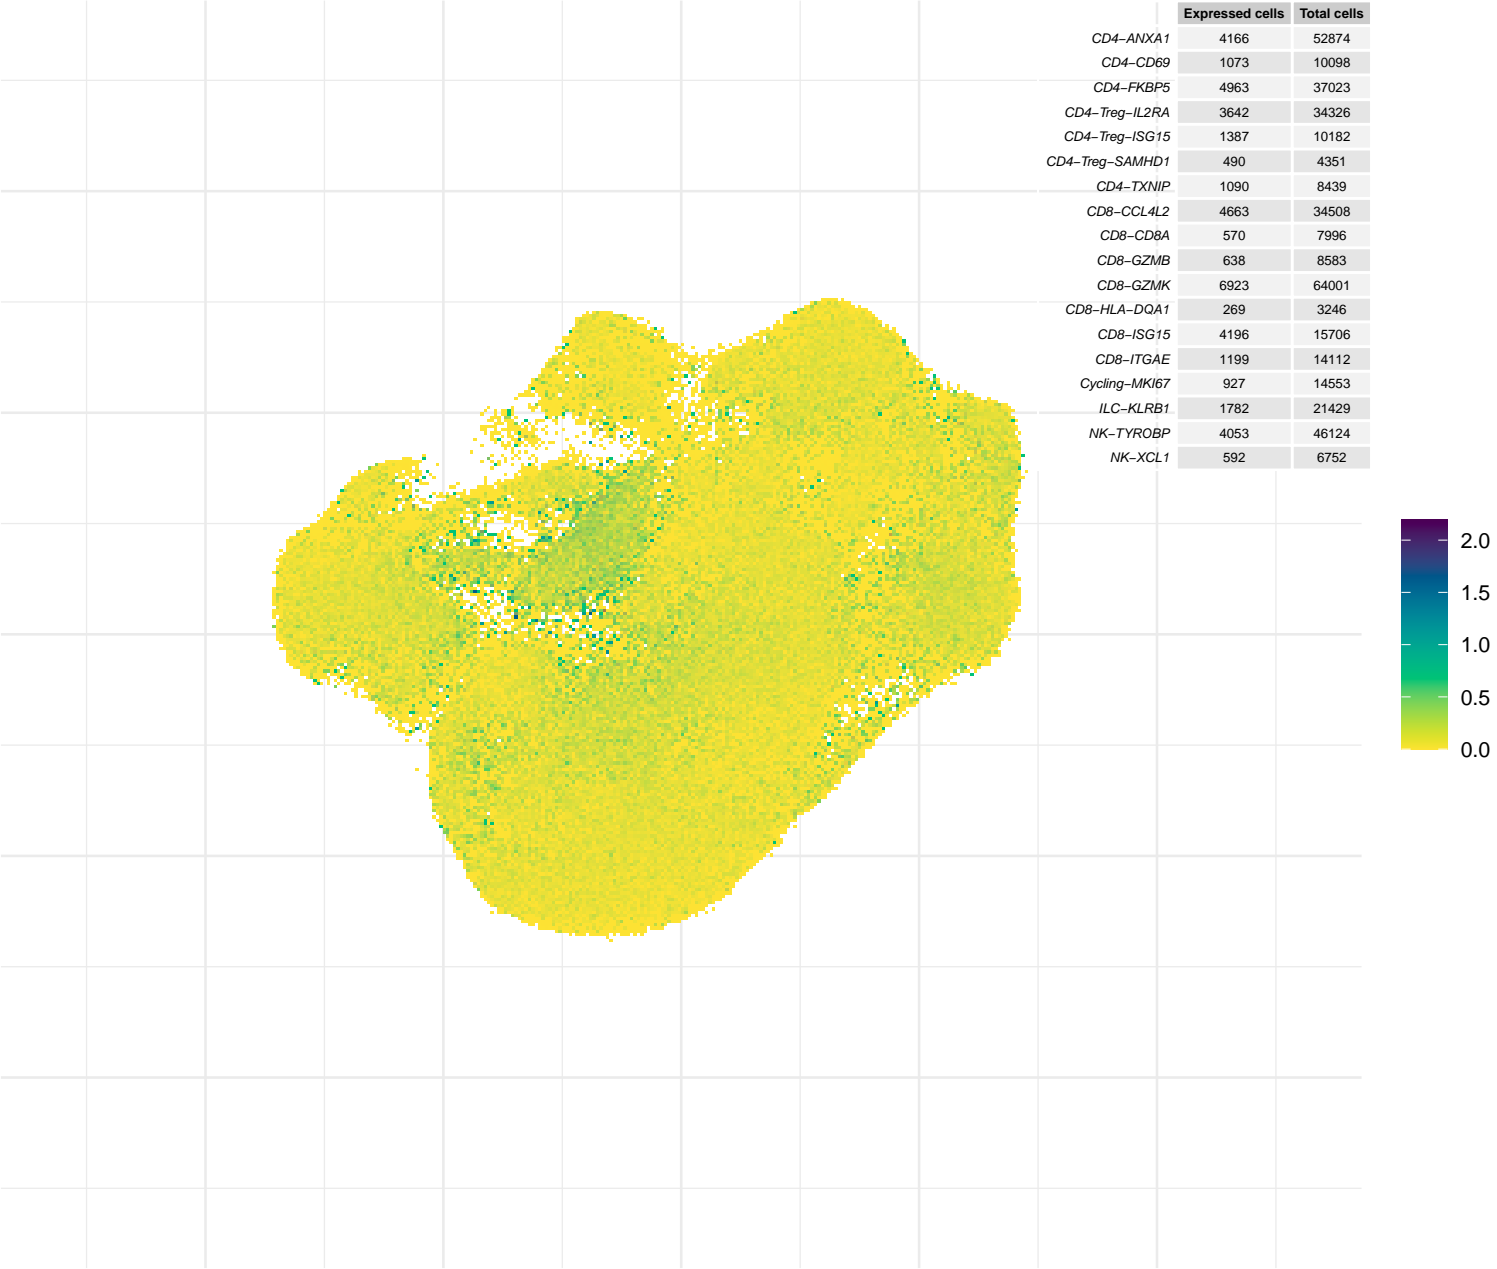 Expressed cells Total cells
CD4−ANXA1 4166 52874
CD4−CD69 1073 10098
CD4−FKBP5 4963 37023
CD4−Treg−IL2RA 3642 34326
CD4−Treg−ISG15 1387 10182
CD4−Treg−SAMHD1 490 4351
CD4−TXNIP 1090 8439
CD8−CCL4L2 4663 34508
CD8−CD8A 570 7996
CD8−GZMB 638 8583
CD8−GZMK 6923 64001
CD8−HLA−DQA1 269 3246
CD8−ISG15 4196 15706
CD8−ITGAE 1199 14112
Cycling−MKI67 927 14553
ILC−KLRB1 1782 21429
NK−TYROBP 4053 46124
NK−XCL1 592 6752
2.0
1.5
1.0
0.5
0.0